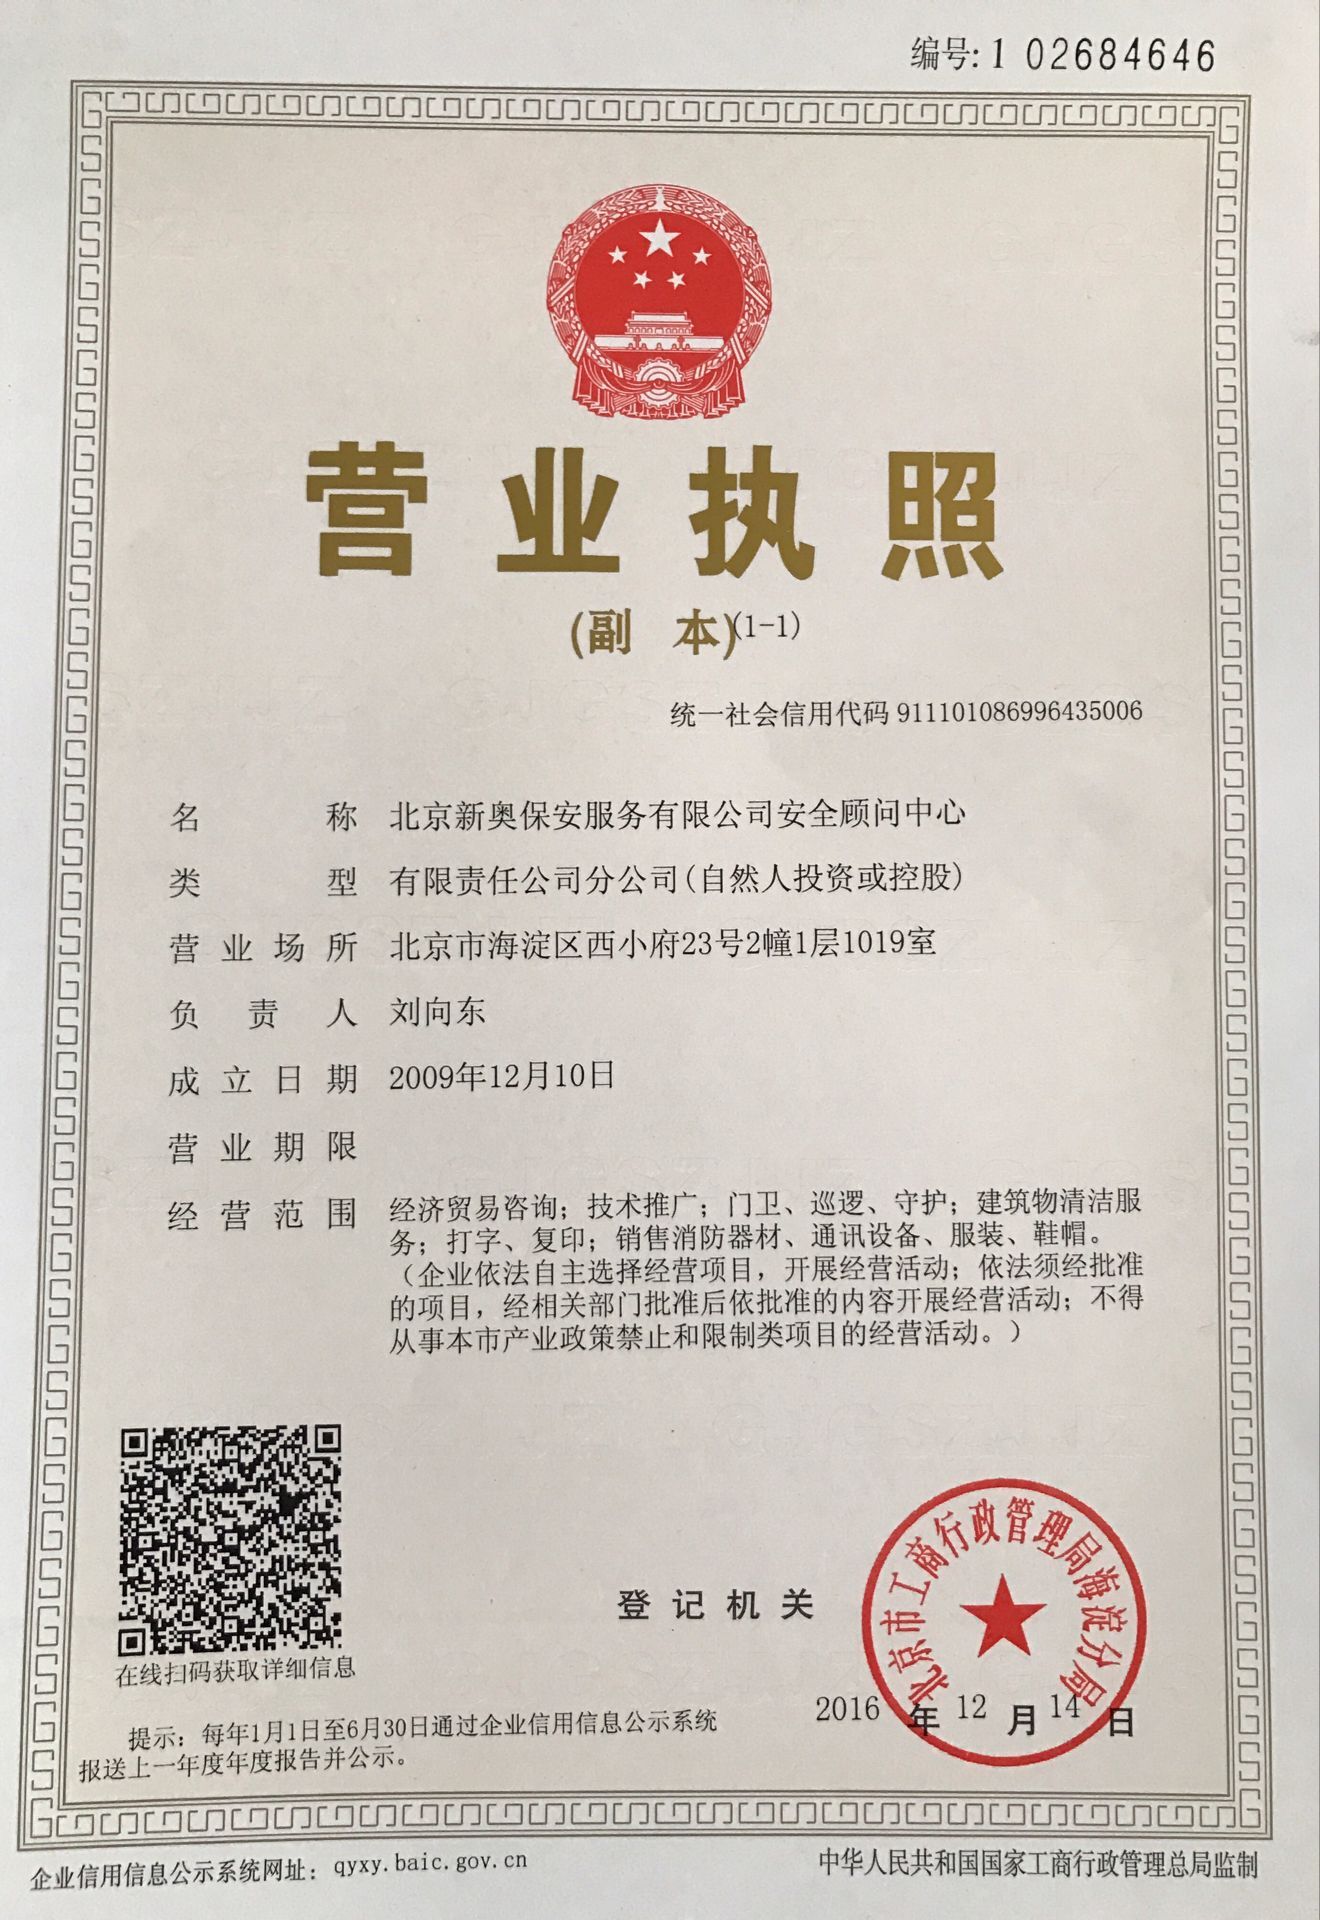 编号: 1 02684646
营业执照
(副 本)(1-1)
统一社会信用代码 911101086996435006
名称 北京新奥保安服务有限公司安全顾问中心
类型 有限责任公司分公司(自然人投资或控股)
营业场所 北京市海淀区西小府23号2幢1层1019室
负责人 刘向东
成立日期 2009年12月10日
营业期限
经营范围 经济贸易咨询；技术推广；门卫、巡逻、守护；建筑物清洁服
务；打字、复印；销售消防器材、通讯设备、服装、鞋帽。
（企业依法自主选择经营项目，开展经营活动；依法须经批准
的项目，经相关部门批准后依批准的内容开展经营活动；不得
从事本市产业政策禁止和限制类项目的经营活动。）
在线扫码获取详细信息
登记机关
北京市工商行政管理局海淀分局
2016 年 12 月 14 日
提示：每年1月1日至6月30日通过企业信用信息公示系统
报送上一年度年度报告并公示。
企业信用信息公示系统网址：qyxy.baic.gov.cn
中华人民共和国国家工商行政管理总局监制